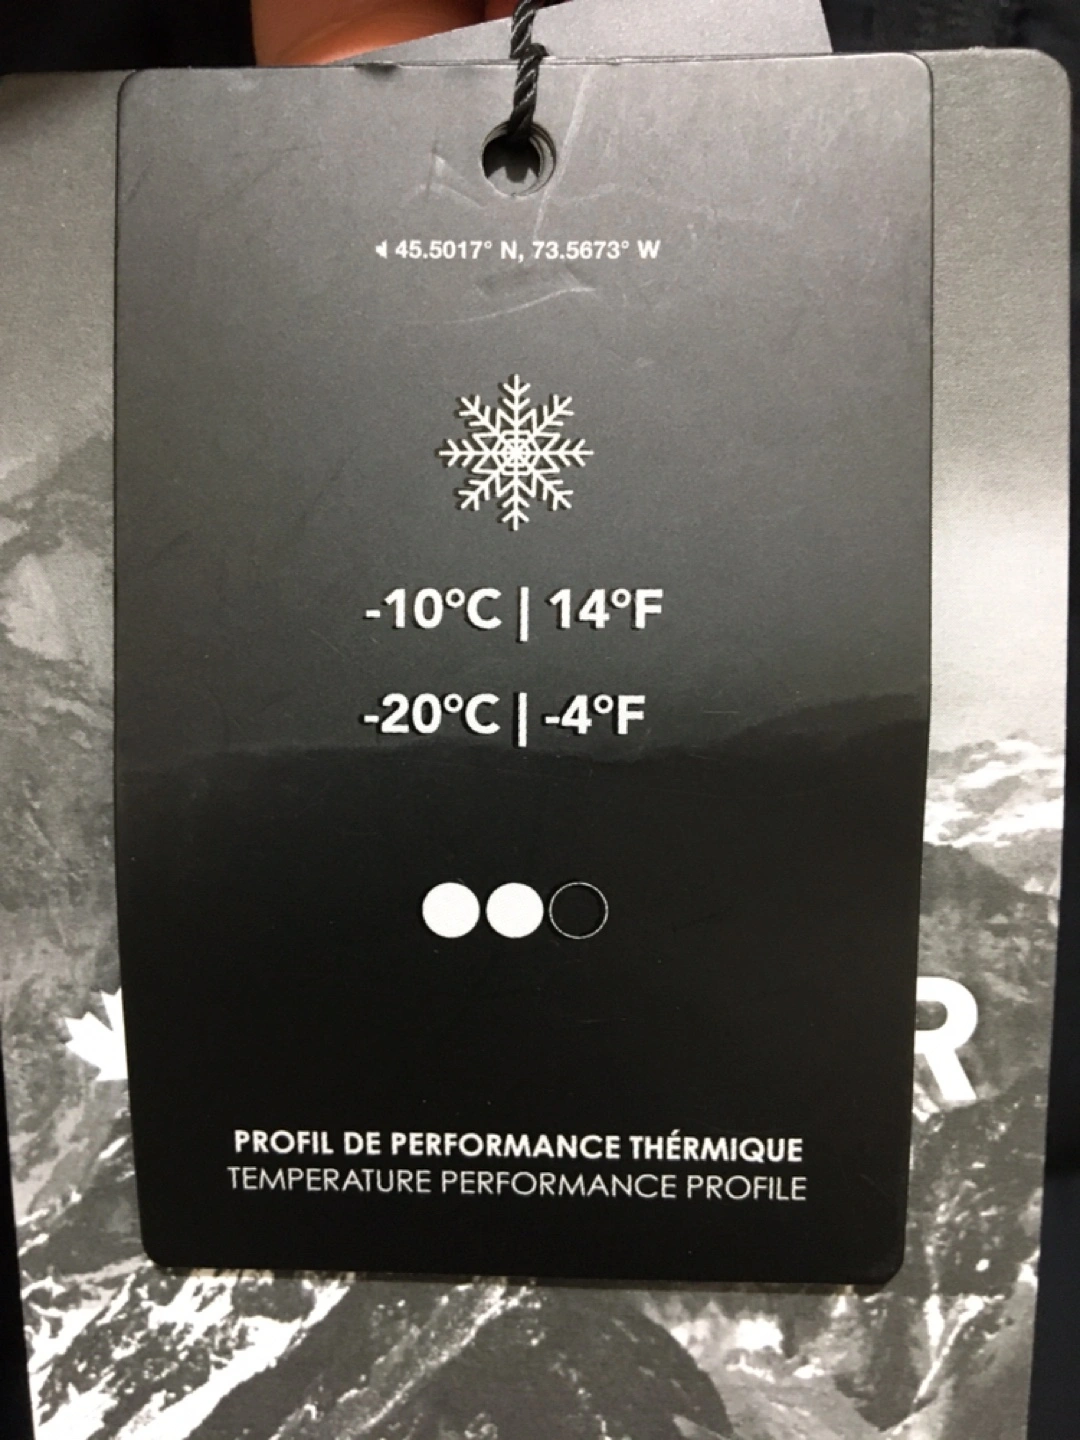 45.5017° N, 73.5673° W
-10°C | 14°F
-20°C | -4°F
PROFIL DE PERFORMANCE THÉRMIQUE
TEMPERATURE PERFORMANCE PROFILE